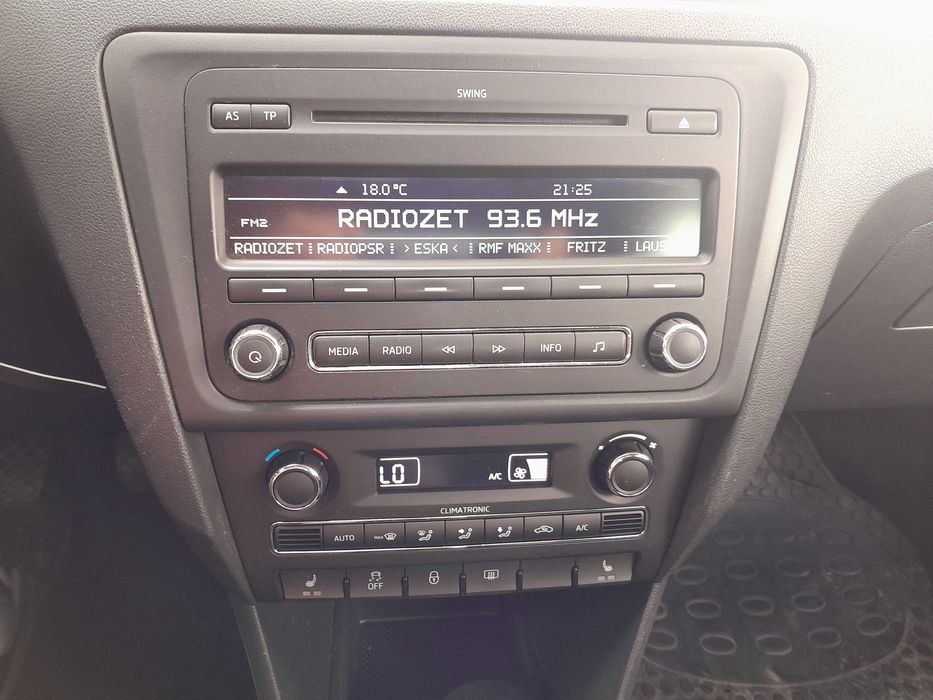 SWING
AS TP
18.0 °C 21:25
FM2 RADIOZET 93.6 MHz
RADIOZET RADIOPSR > ESKA < RMF MAXX FRITZ LAUS
MEDIA RADIO INFO
LO A/C
CLIMATRONIC
AUTO MAX A/C
OFF